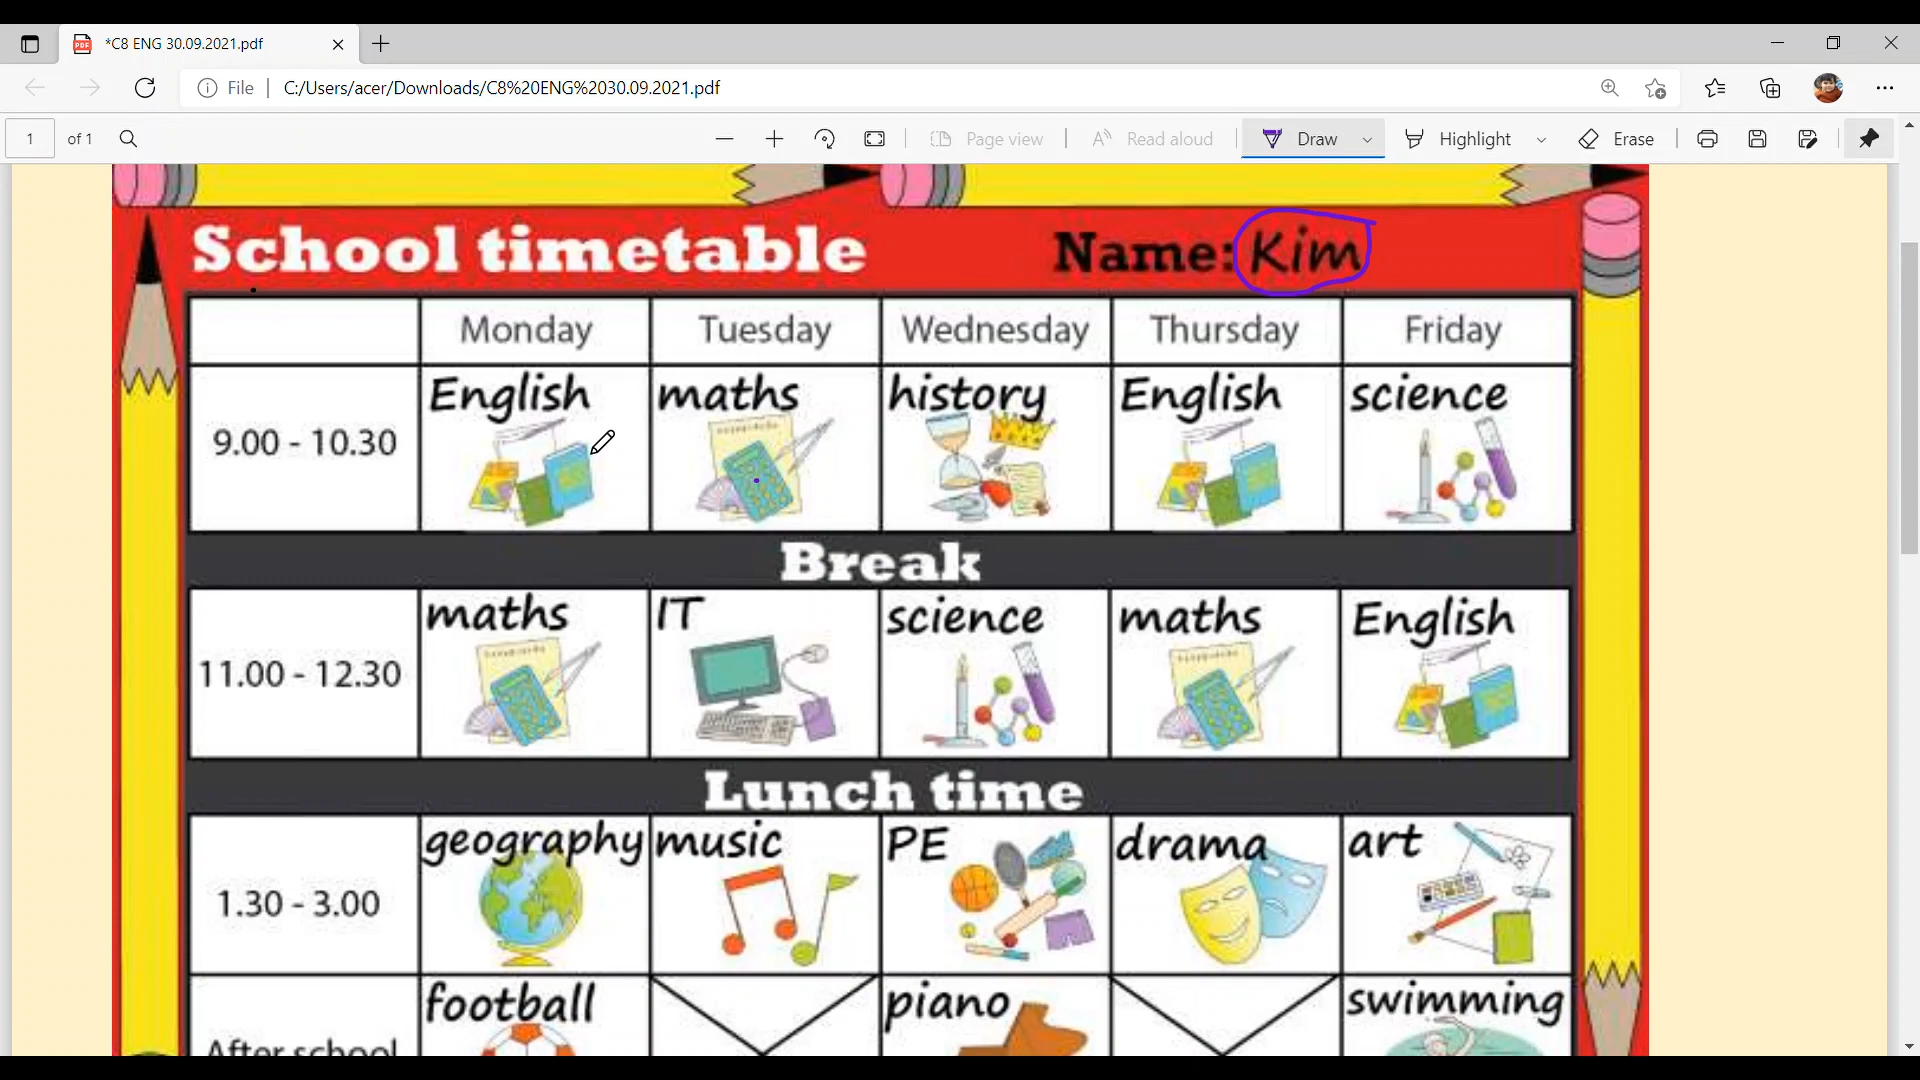 *C8 ENG 30.09.2021.pdf
File C:/Users/acer/Downloads/C8%20ENG%2030.09.2021.pdf
1 of 1 Page view Read aloud Draw Highlight Erase
School timetable Name: Kim
Monday Tuesday Wednesday Thursday Friday
English maths history English science
9.00 - 10.30
Break
maths IT science maths English
11.00 - 12.30
Lunch time
geography music PE drama art
1.30 - 3.00
football piano swimming
After school